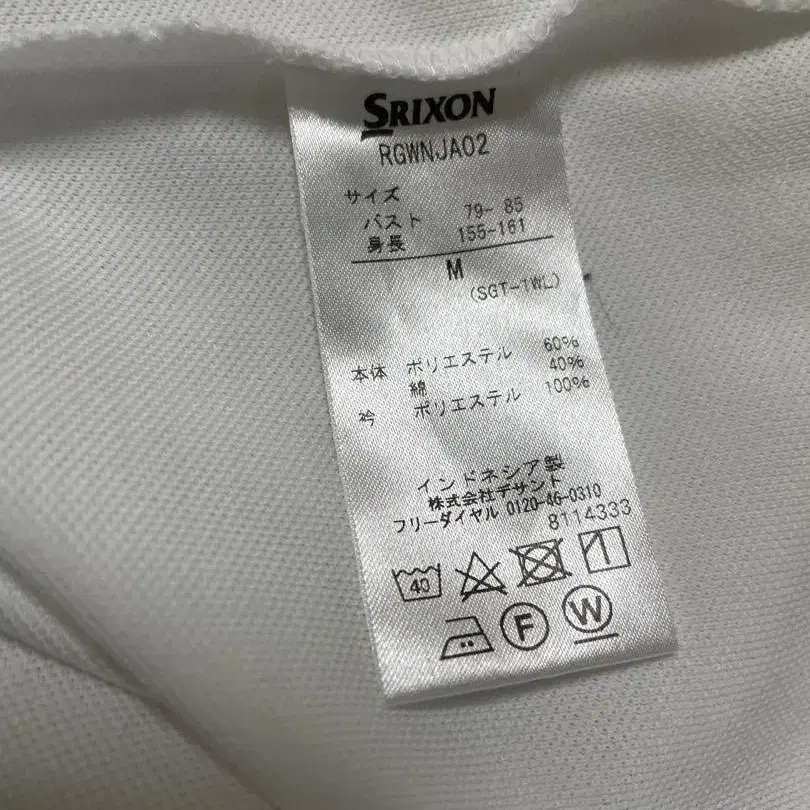 SRIXON
RGWNJA02
サイズ
バスト 79- 85
身長 155-161
M
(SGT-1WL)
本体 ポリエステル 60%
綿 40%
衿 ポリエステル 100%
インドネシア製
株式会社デサント
フリーダイヤル 0120-46-0310
8114333
40
F W